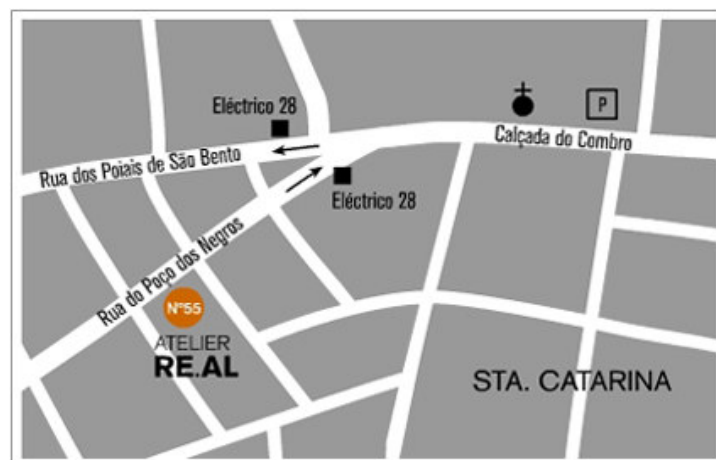 Eléctrico 28
P
Calçada do Combro
Rua dos Poiais de São Bento
Eléctrico 28
Rua do Poço dos Negros
Nº55
ATELIER
RE.AL
STA. CATARINA